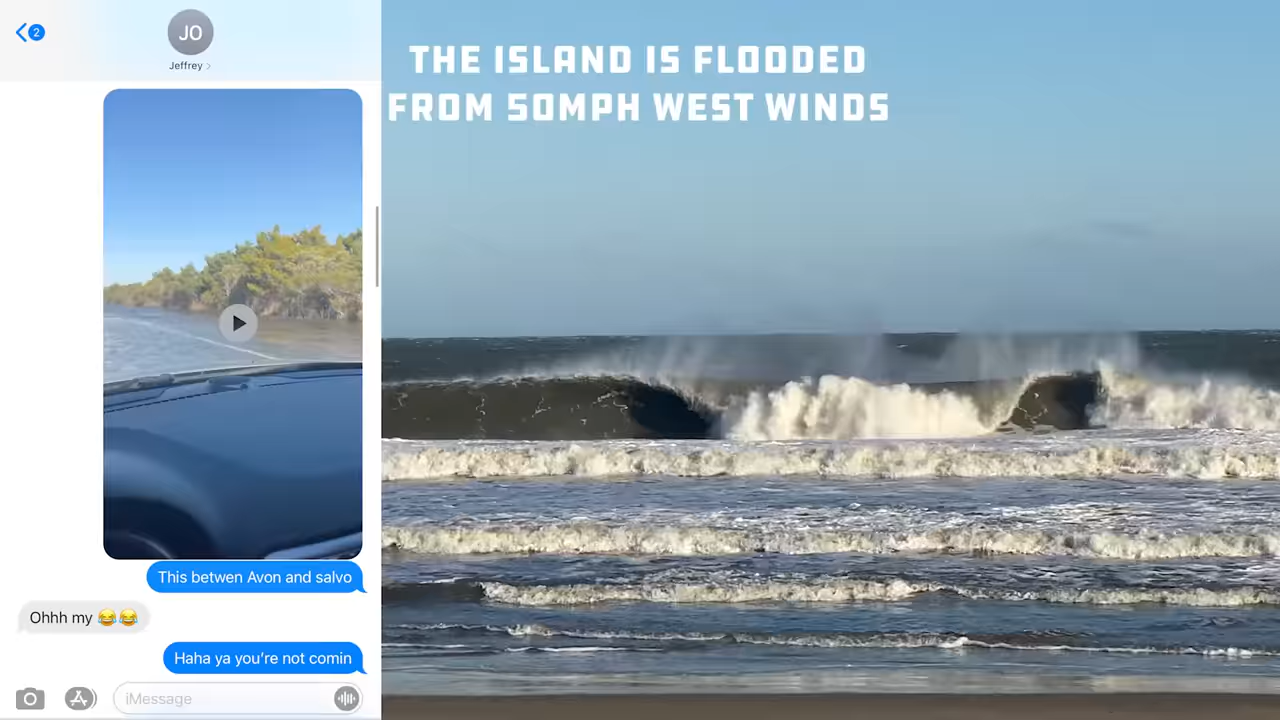 2
JO
Jeffrey
THE ISLAND IS FLOODED
FROM 50MPH WEST WINDS
This betwen Avon and salvo
Ohhh my 😂😂
Haha ya you’re not comin
iMessage